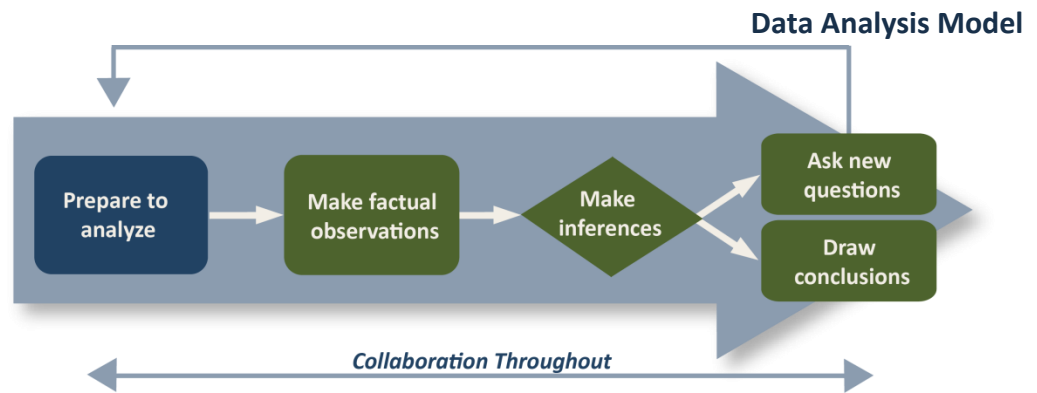 Data Analysis Model
Prepare to
analyze
Make factual
observations
Make
inferences
Ask new
questions
Draw
conclusions
Collaboration Throughout